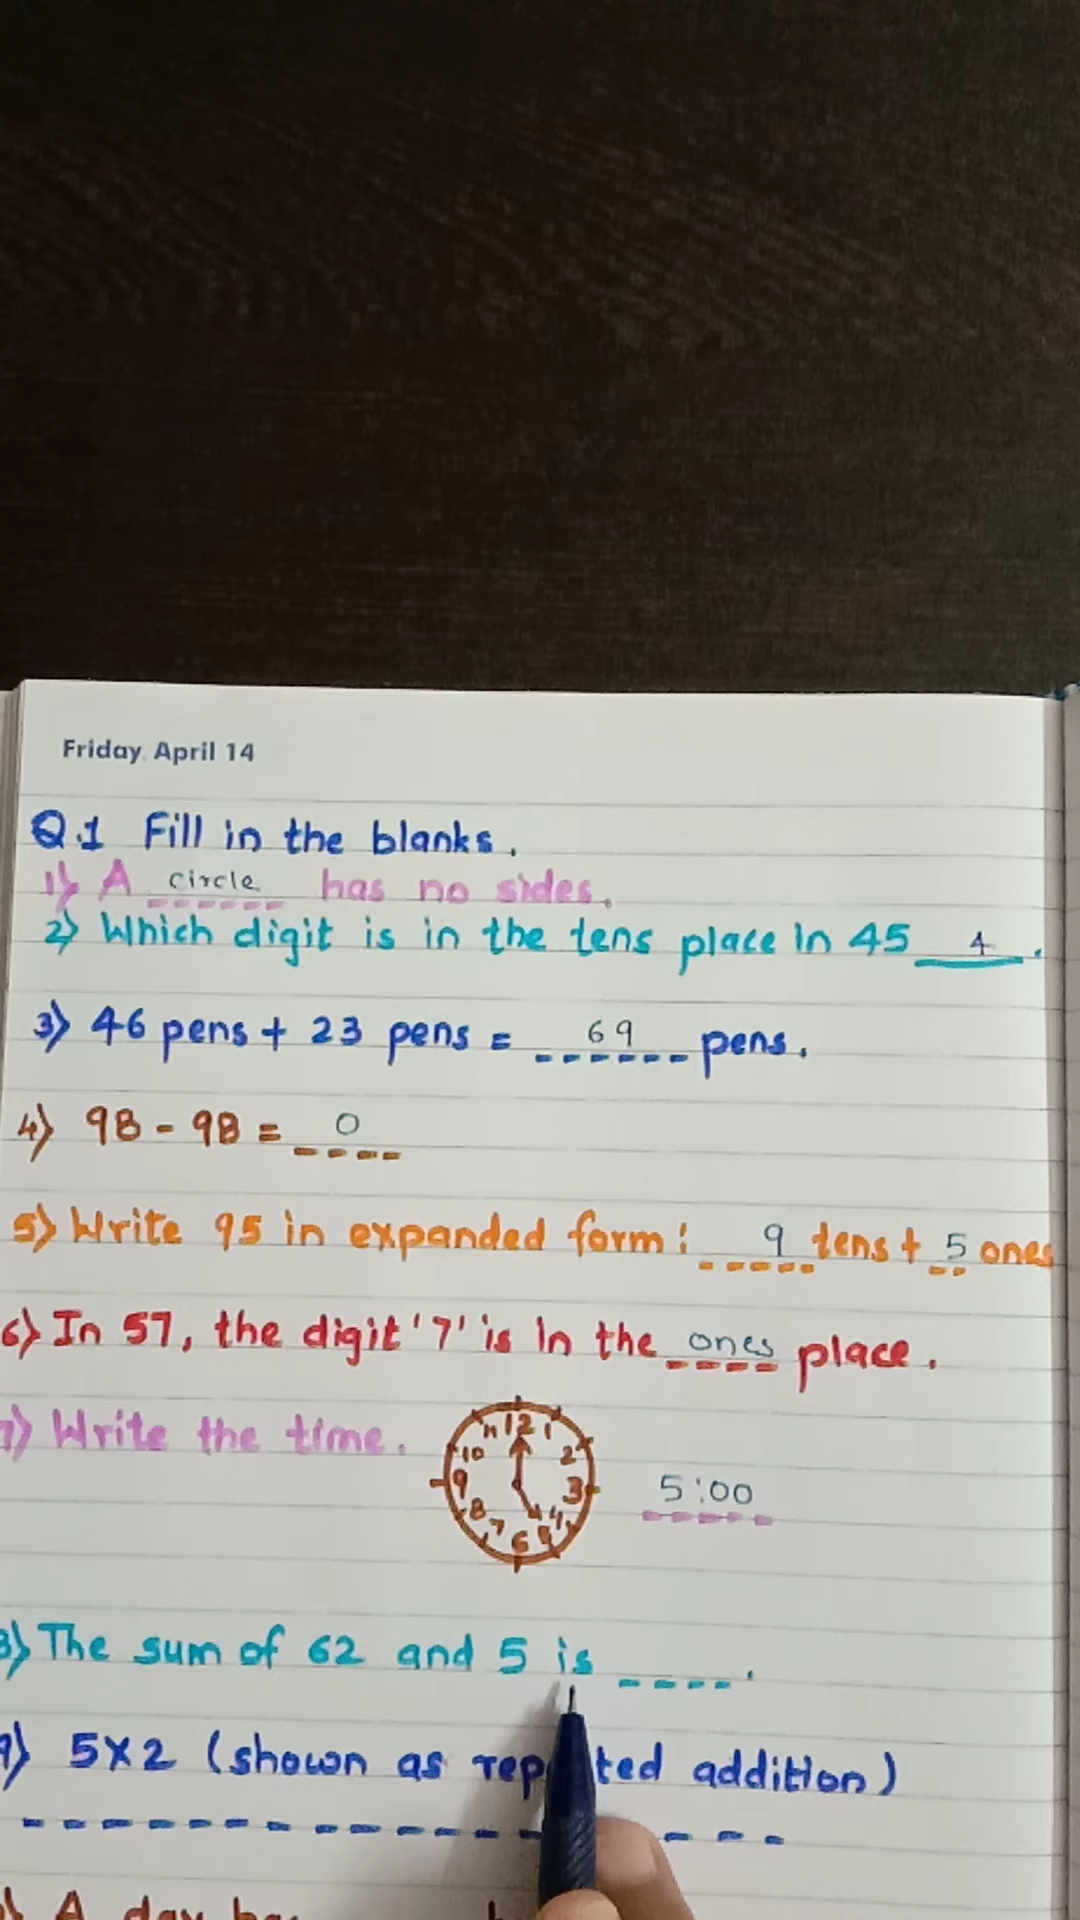 Friday, April 14
Q.1 Fill in the blanks.
1) A circle has no sides.
2) Which digit is in the tens place in 45 4.
3) 46 pens + 23 pens = 69 pens.
4) 98 - 98 = 0
5) Write 95 in expanded form: 9 tens + 5 ones
6) In 57, the digit '7' is in the ones place.
7) Write the time.
11 12 1
10 2
9 3
8 4
7 6 5
5:00
8) The sum of 62 and 5 is ____.
9) 5x2 (shown as repeated addition)
A day